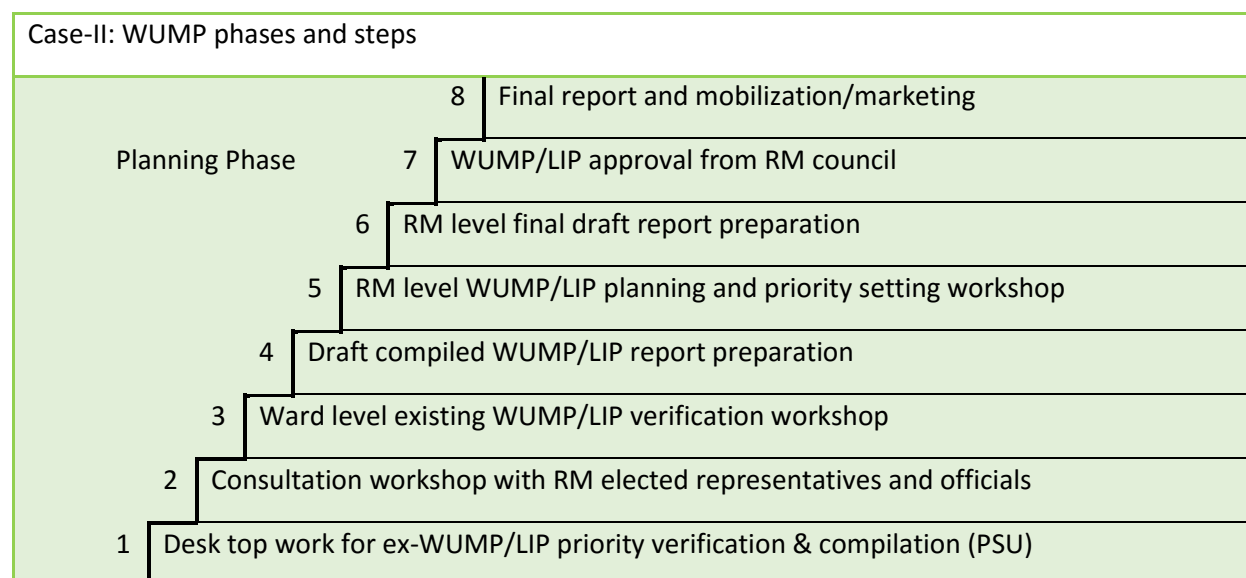 Case-II: WUMP phases and steps
8 Final report and mobilization/marketing
Planning Phase 7 WUMP/LIP approval from RM council
6 RM level final draft report preparation
5 RM level WUMP/LIP planning and priority setting workshop
4 Draft compiled WUMP/LIP report preparation
3 Ward level existing WUMP/LIP verification workshop
2 Consultation workshop with RM elected representatives and officials
1 Desk top work for ex-WUMP/LIP priority verification & compilation (PSU)